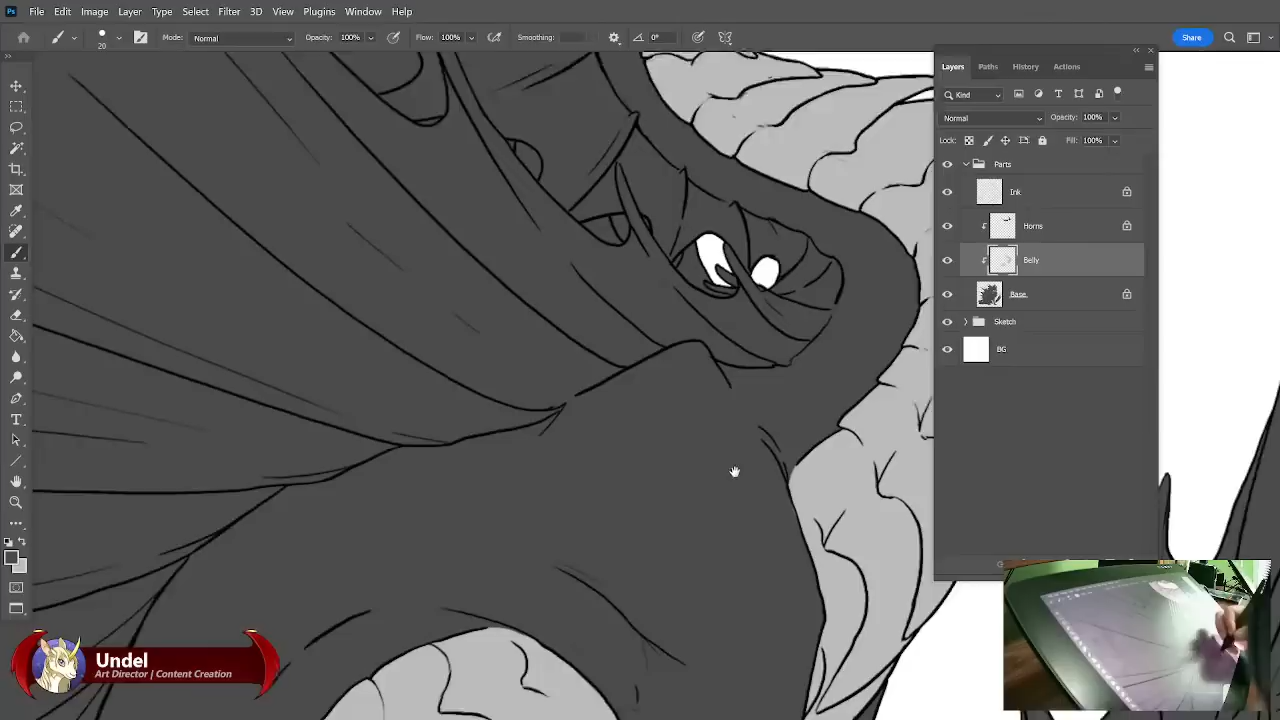 Ps File Edit Image Layer Type Select Filter 3D View Plugins Window Help
20 Mode: Normal Opacity: 100% Flow: 100% Smoothing: 0° Share
Layers Paths History Actions
Kind
Normal Opacity: 100%
Lock: Fill: 100%
Parts
Ink
Horns
Belly
Base
Sketch
BG
Undel
Art Director | Content Creation